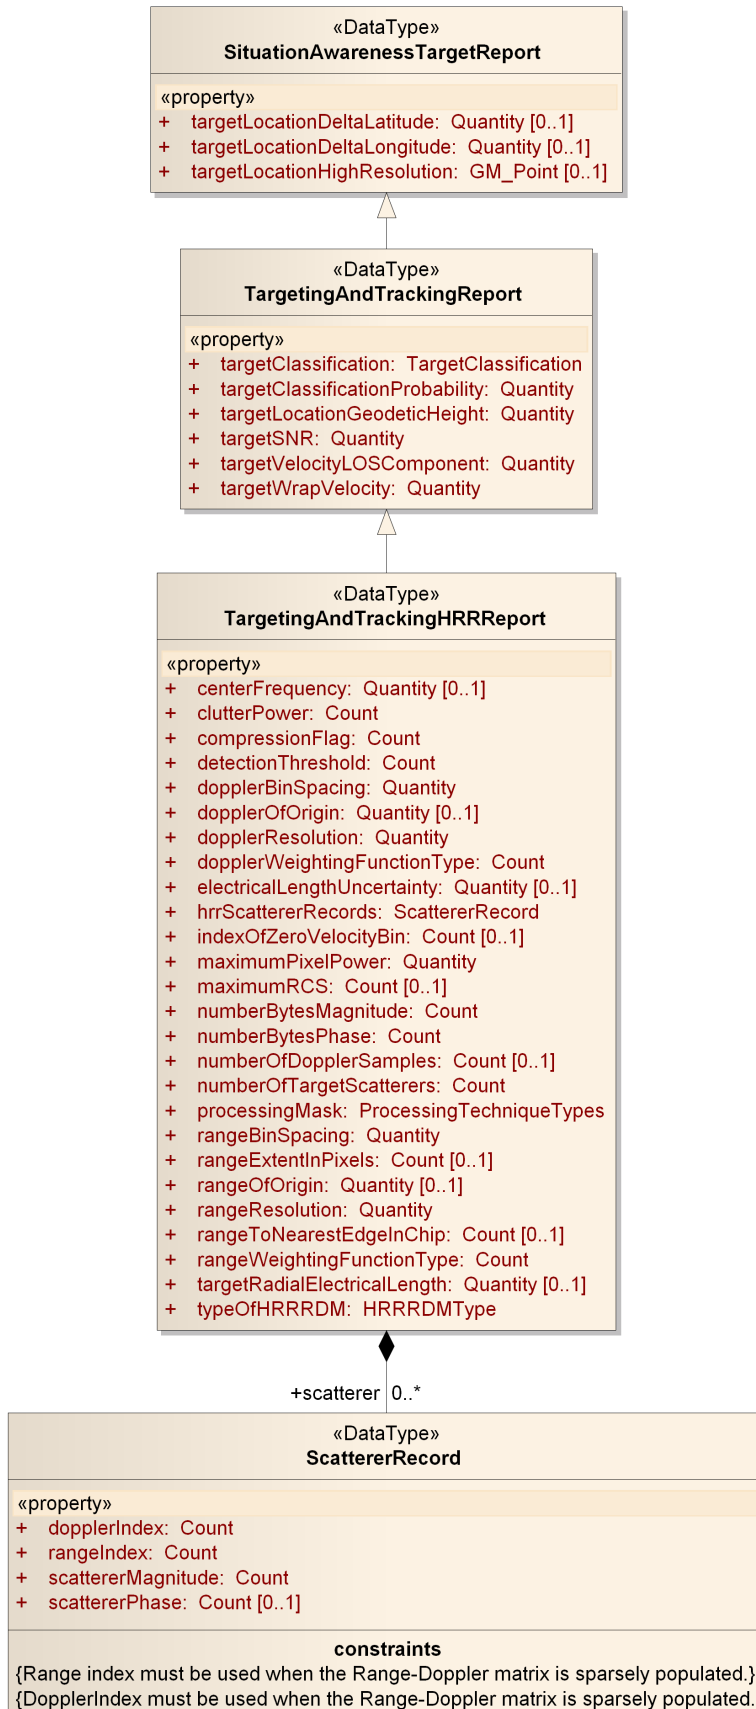 «DataType»
SituationAwarenessTargetReport
«property»
+ targetLocationDeltaLatitude: Quantity [0..1]
+ targetLocationDeltaLongitude: Quantity [0..1]
+ targetLocationHighResolution: GM_Point [0..1]
«DataType»
TargetingAndTrackingReport
«property»
+ targetClassification: TargetClassification
+ targetClassificationProbability: Quantity
+ targetLocationGeodeticHeight: Quantity
+ targetSNR: Quantity
+ targetVelocityLOSComponent: Quantity
+ targetWrapVelocity: Quantity
«DataType»
TargetingAndTrackingHRRReport
«property»
+ centerFrequency: Quantity [0..1]
+ clutterPower: Count
+ compressionFlag: Count
+ detectionThreshold: Count
+ dopplerBinSpacing: Quantity
+ dopplerOfOrigin: Quantity [0..1]
+ dopplerResolution: Quantity
+ dopplerWeightingFunctionType: Count
+ electricalLengthUncertainty: Quantity [0..1]
+ hrrScattererRecords: ScattererRecord
+ indexOfZeroVelocityBin: Count [0..1]
+ maximumPixelPower: Quantity
+ maximumRCS: Count [0..1]
+ numberBytesMagnitude: Count
+ numberBytesPhase: Count
+ numberOfDopplerSamples: Count [0..1]
+ numberOfTargetScatterers: Count
+ processingMask: ProcessingTechniqueTypes
+ rangeBinSpacing: Quantity
+ rangeExtentInPixels: Count [0..1]
+ rangeOfOrigin: Quantity [0..1]
+ rangeResolution: Quantity
+ rangeToNearestEdgeInChip: Count [0..1]
+ rangeWeightingFunctionType: Count
+ targetRadialElectricalLength: Quantity [0..1]
+ typeOfHRRRDM: HRRRDMType
+scatterer 0..*
«DataType»
ScattererRecord
«property»
+ dopplerIndex: Count
+ rangeIndex: Count
+ scattererMagnitude: Count
+ scattererPhase: Count [0..1]
constraints
{Range index must be used when the Range-Doppler matrix is sparsely populated.}
{DopplerIndex must be used when the Range-Doppler matrix is sparsely populated.